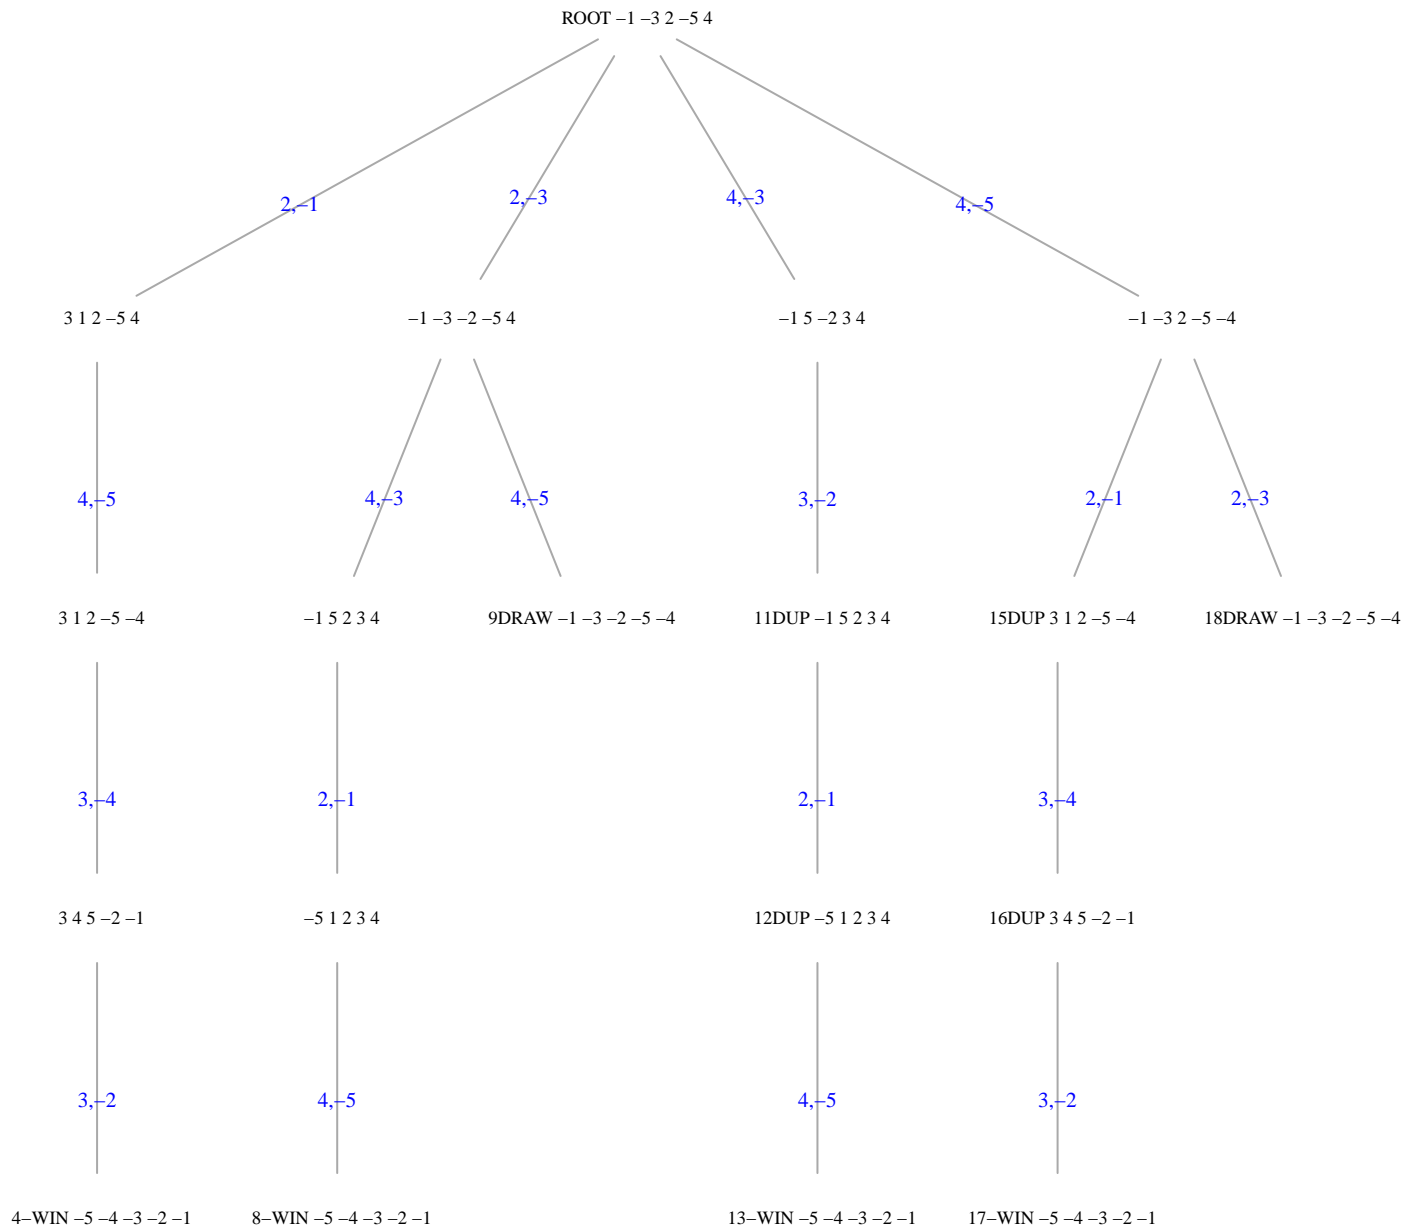 ROOT –1 –3 2 –5 4
2,–1
2,–3
4,–3
4,–5
3 1 2 –5 4
–1 –3 –2 –5 4
–1 5 –2 3 4
–1 –3 2 –5 –4
4,–5
4,–3
4,–5
3,–2
2,–1
2,–3
3 1 2 –5 –4
–1 5 2 3 4
9DRAW –1 –3 –2 –5 –4
11DUP –1 5 2 3 4
15DUP 3 1 2 –5 –4
18DRAW –1 –3 –2 –5 –4
3,–4
2,–1
2,–1
3,–4
3 4 5 –2 –1
–5 1 2 3 4
12DUP –5 1 2 3 4
16DUP 3 4 5 –2 –1
3,–2
4,–5
4,–5
3,–2
4–WIN –5 –4 –3 –2 –1
8–WIN –5 –4 –3 –2 –1
13–WIN –5 –4 –3 –2 –1
17–WIN –5 –4 –3 –2 –1